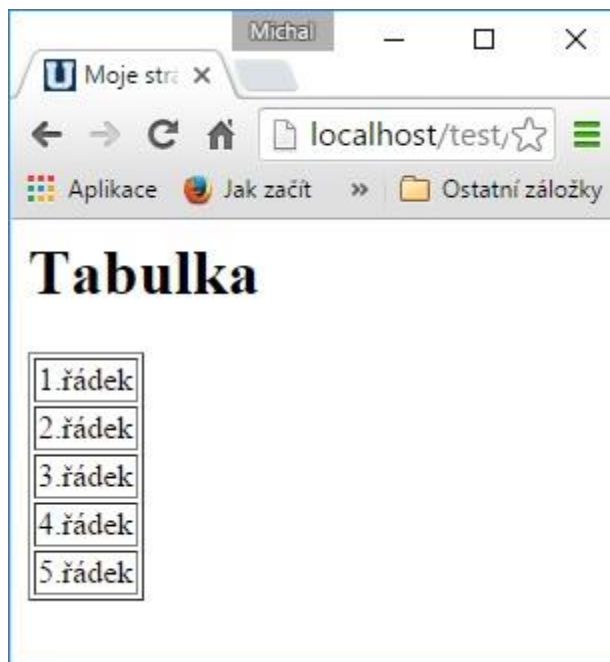 Michal
Moje strá
localhost/test/
Aplikace Jak začít » Ostatní záložky
Tabulka
1.řádek
2.řádek
3.řádek
4.řádek
5.řádek